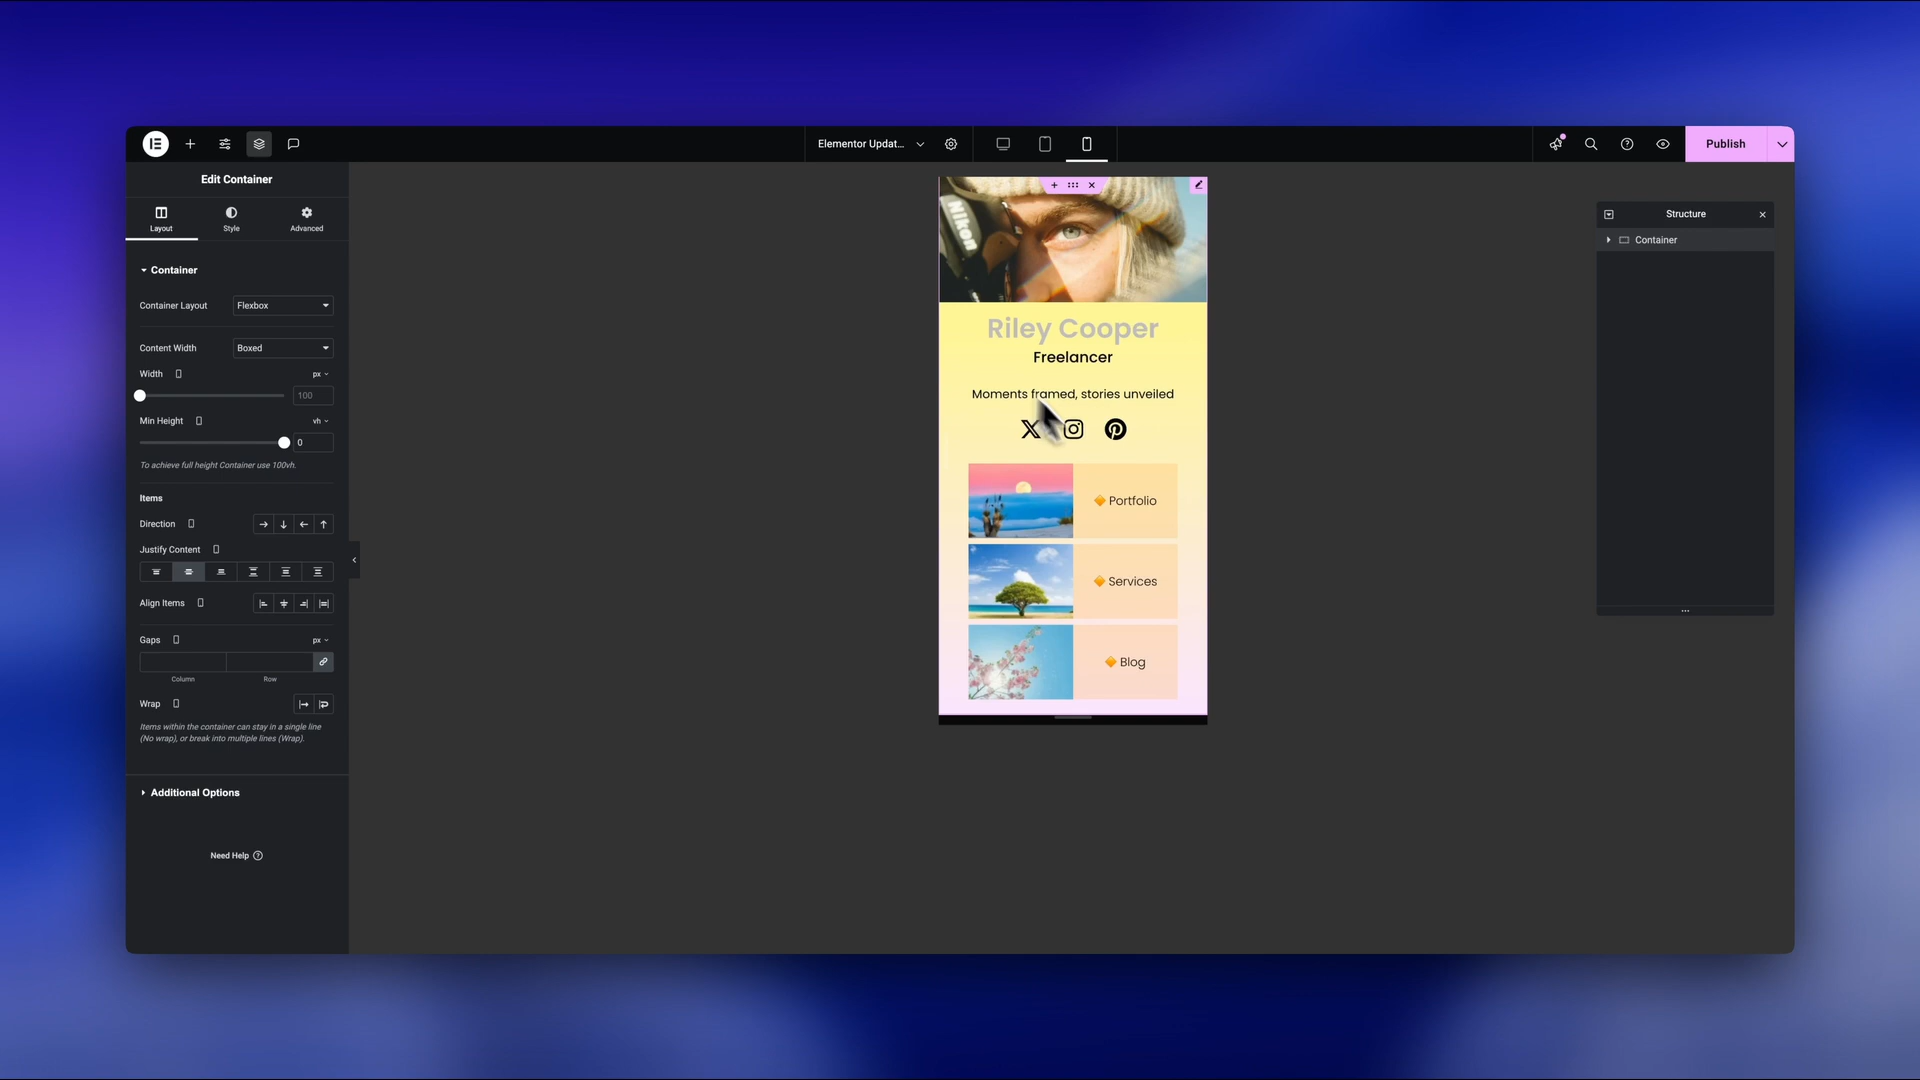 Elementor Updat...
Publish
Edit Container
Layout
Style
Advanced
Container
Container Layout
Flexbox
Content Width
Boxed
Width
px
100
Min Height
vh
0
To achieve full height Container use 100vh.
Items
Direction
Justify Content
Align Items
Gaps
px
Column
Row
Wrap
Items within the container can stay in a single line
(No wrap), or break into multiple lines (Wrap).
Additional Options
Need Help
Nikon
Riley Cooper
Freelancer
Moments framed, stories unveiled
Portfolio
Services
Blog
Structure
Container